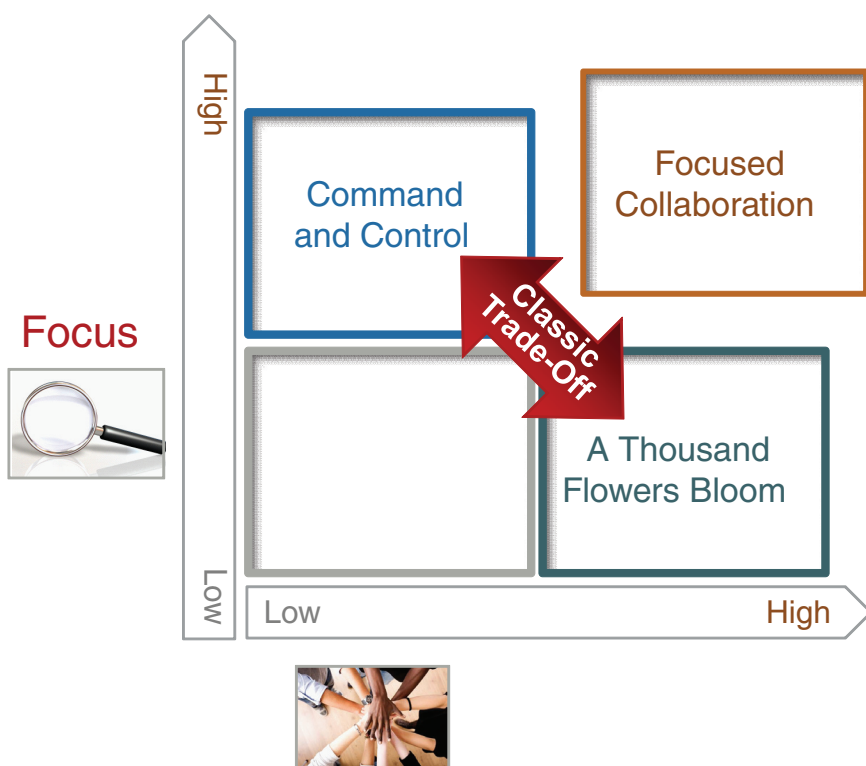 High
Focused
Collaboration
Command
and Control
Classic
Trade-Off
Focus
A Thousand
Flowers Bloom
Low
Low
High